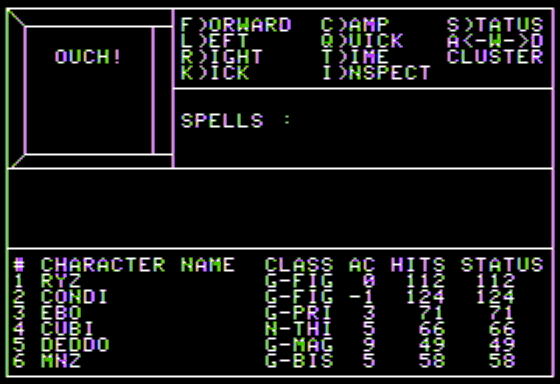 F)ORWARD C)AMP S)TATUS
L)EFT Q)UICK A<-W->D
R)IGHT T)IME CLUSTER
K)ICK I)NSPECT
OUCH!
SPELLS :
# CHARACTER NAME CLASS AC HITS STATUS
1 RYZ G-FIG 0 112 112
2 CONDI G-FIG -1 124 124
3 EBO G-PRI 3 71 71
4 CUBI N-THI 5 66 66
5 DEDDO G-MAG 9 49 49
6 MNZ G-BIS 5 58 58